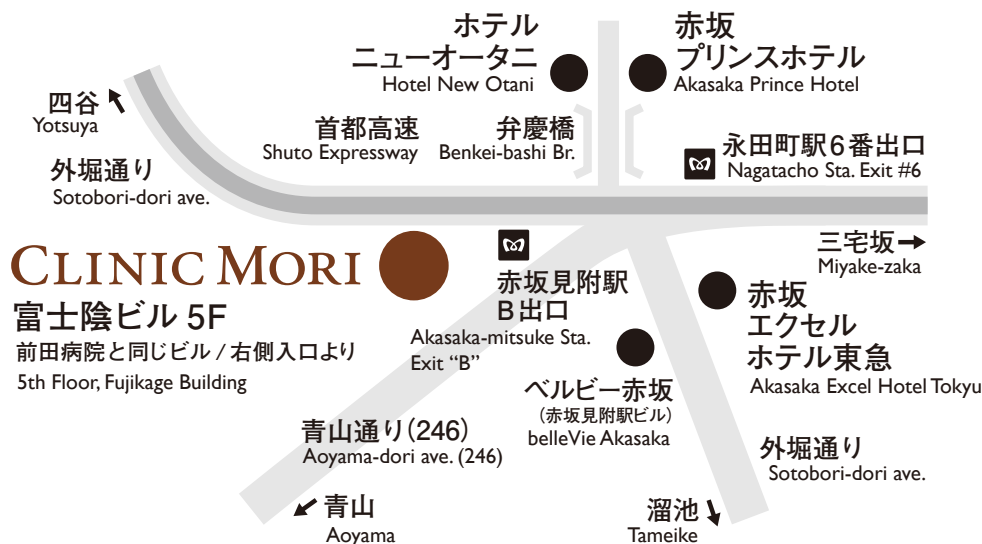 ホテル
ニューオータニ
Hotel New Otani
赤坂
プリンスホテル
Akasaka Prince Hotel
四谷
Yotsuya
首都高速
Shuto Expressway
弁慶橋
Benkei-bashi Br.
永田町駅6番出口
Nagatacho Sta. Exit #6
外堀通り
Sotobori-dori ave.
三宅坂
Miyake-zaka
CLINIC MORI
富士陰ビル 5F
前田病院と同じビル / 右側入口より
5th Floor, Fujikage Building
赤坂見附駅
B出口
Akasaka-mitsuke Sta.
Exit “B”
赤坂
エクセル
ホテル東急
Akasaka Excel Hotel Tokyu
ベルビー赤坂
(赤坂見附駅ビル)
belleVie Akasaka
青山通り(246)
Aoyama-dori ave. (246)
外堀通り
Sotobori-dori ave.
青山
Aoyama
溜池
Tameike